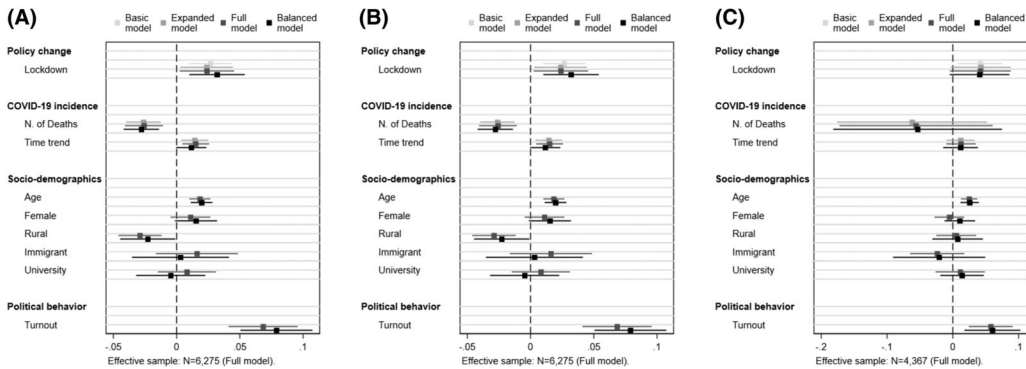 (A)
Basic model
Expanded model
Full model
Balanced model
Policy change
Lockdown
COVID-19 incidence
N. of Deaths
Time trend
Socio-demographics
Age
Female
Rural
Immigrant
University
Political behavior
Turnout
-.05 0 .05 .1
Effective sample: N=6,275 (Full model).
(B)
Basic model
Expanded model
Full model
Balanced model
Policy change
Lockdown
COVID-19 incidence
N. of Deaths
Time trend
Socio-demographics
Age
Female
Rural
Immigrant
University
Political behavior
Turnout
-.05 0 .05 .1
Effective sample: N=6,275 (Full model).
(C)
Basic model
Expanded model
Full model
Balanced model
Policy change
Lockdown
COVID-19 incidence
N. of Deaths
Time trend
Socio-demographics
Age
Female
Rural
Immigrant
University
Political behavior
Turnout
-.2 -.1 0 .1
Effective sample: N=4,367 (Full model).